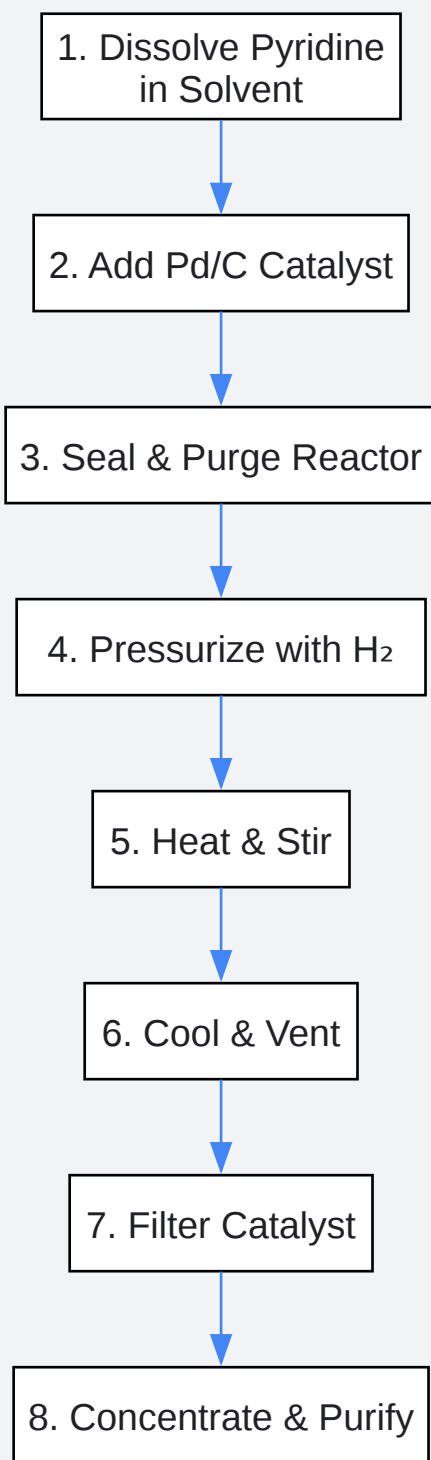 1. Dissolve Pyridine
in Solvent
2. Add Pd/C Catalyst
3. Seal & Purge Reactor
4. Pressurize with H₂
5. Heat & Stir
6. Cool & Vent
7. Filter Catalyst
8. Concentrate & Purify